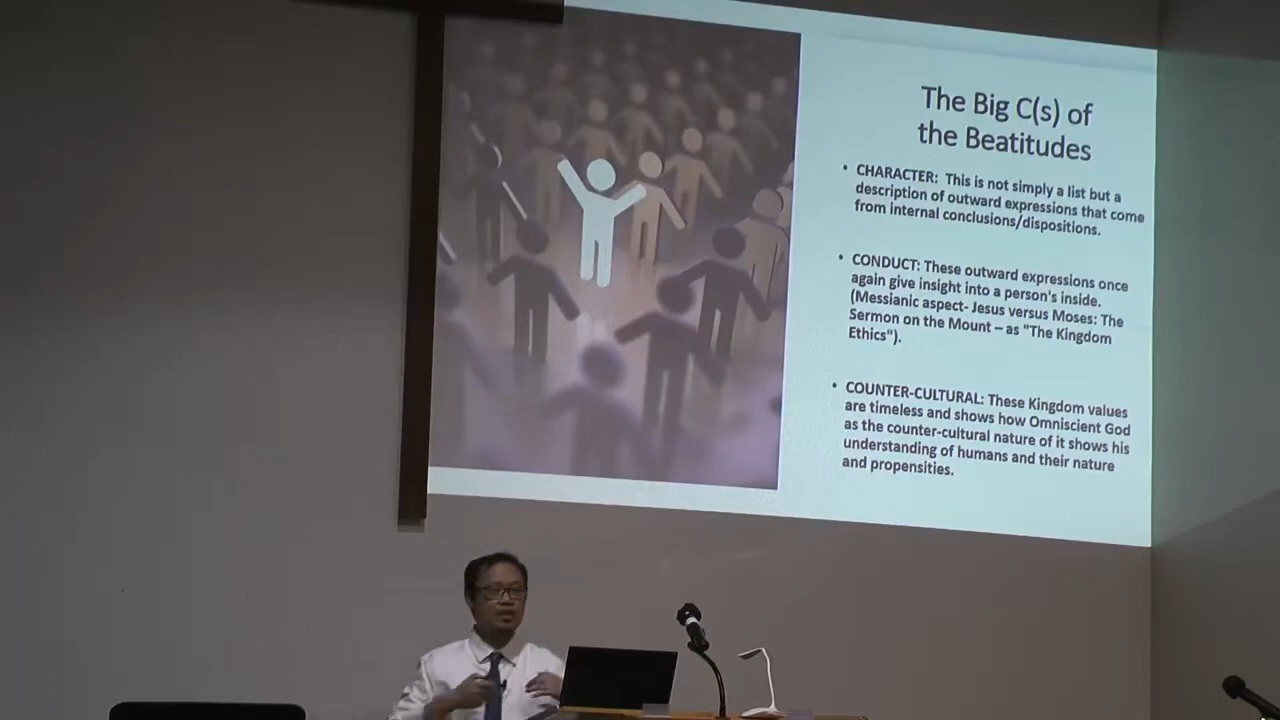 The Big C(s) of
the Beatitudes
• CHARACTER: This is not simply a list but a
description of outward expressions that come
from internal conclusions/dispositions.
• CONDUCT: These outward expressions once
again give insight into a person's inside.
(Messianic aspect- Jesus versus Moses: The
Sermon on the Mount – as "The Kingdom
Ethics").
• COUNTER-CULTURAL: These Kingdom values
are timeless and shows how Omniscient God
as the counter-cultural nature of it shows his
understanding of humans and their nature
and propensities.